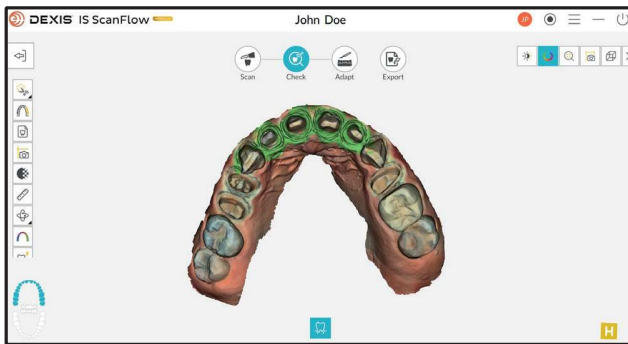 DEXIS IS ScanFlow
John Doe
JP
Scan
Check
Adapt
Export
H